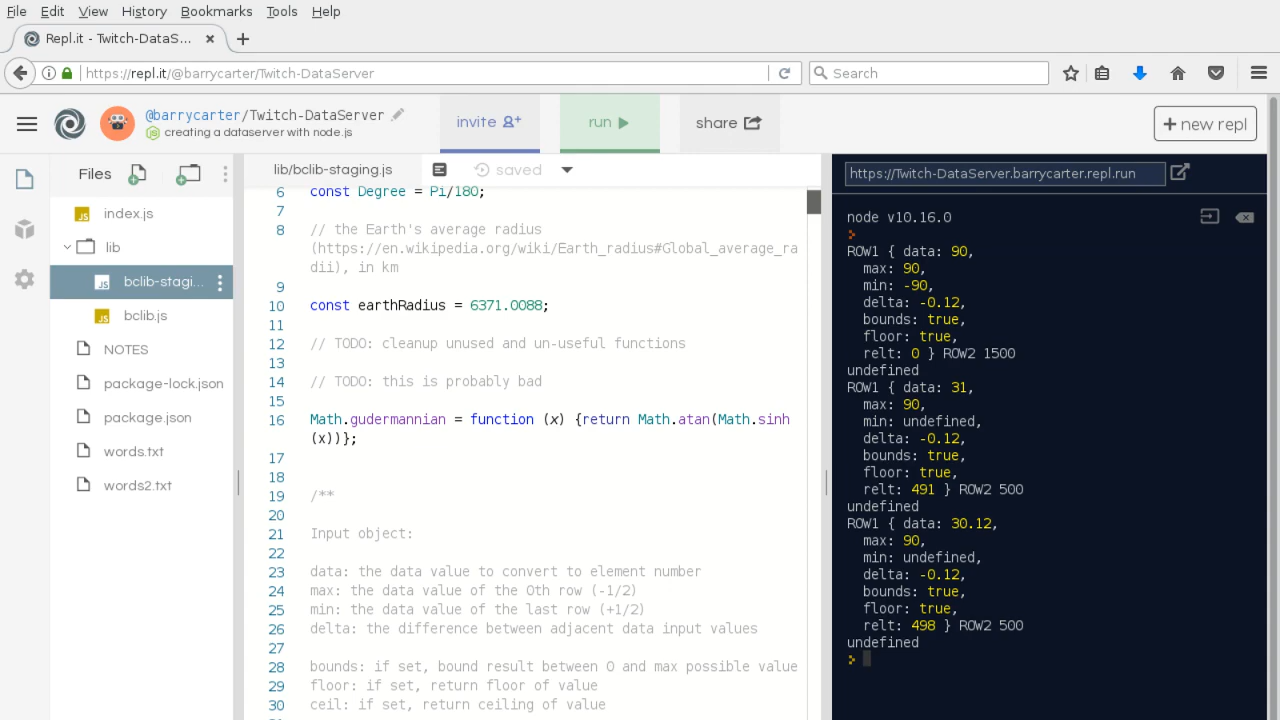 File Edit View History Bookmarks Tools Help
Repl.it - Twitch-DataS... × +
https://repl.it/@barrycarter/Twitch-DataServer
Search
@barrycarter/Twitch-DataServer
creating a dataserver with node.js
invite
run
share
+ new repl
Files
lib/bclib-staging.js
saved
https://Twitch-DataServer.barrycarter.repl.run
index.js
lib
bclib-stagi...
bclib.js
NOTES
package-lock.json
package.json
words.txt
words2.txt
6 const Degree = Pi/180;
7
8 // the Earth's average radius
(https://en.wikipedia.org/wiki/Earth_radius#Global_average_ra
dii), in km
9
10 const earthRadius = 6371.0088;
11
12 // TODO: cleanup unused and un-useful functions
13
14 // TODO: this is probably bad
15
16 Math.gudermannian = function (x) {return Math.atan(Math.sinh
(x))};
17
18
19 /**
20
21 Input object:
22
23 data: the data value to convert to element number
24 max: the data value of the 0th row (-1/2)
25 min: the data value of the last row (+1/2)
26 delta: the difference between adjacent data input values
27
28 bounds: if set, bound result between 0 and max possible value
29 floor: if set, return floor of value
30 ceil: if set, return ceiling of value
node v10.16.0
>
ROW1 { data: 90,
max: 90,
min: -90,
delta: -0.12,
bounds: true,
floor: true,
relt: 0 } ROW2 1500
undefined
ROW1 { data: 31,
max: 90,
min: undefined,
delta: -0.12,
bounds: true,
floor: true,
relt: 491 } ROW2 500
undefined
ROW1 { data: 30.12,
max: 90,
min: undefined,
delta: -0.12,
bounds: true,
floor: true,
relt: 498 } ROW2 500
undefined
>